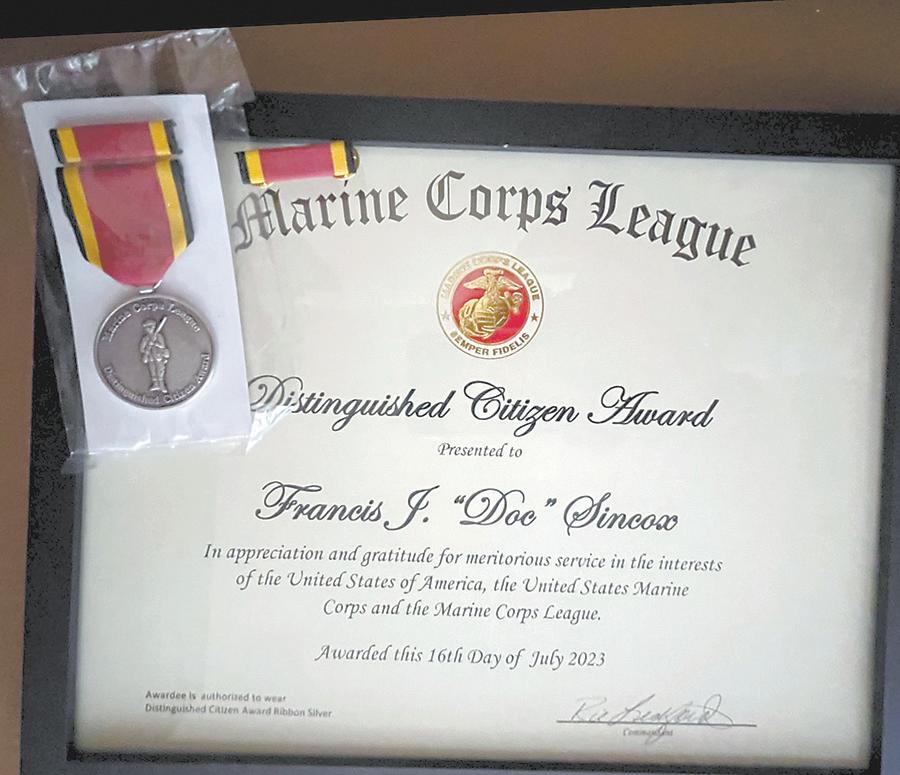 Marine Corps League
MARINE CORPS LEAGUE
SEMPER FIDELIS
Marine Corps League
Distinguished Citizen Award
Distinguished Citizen Award
Presented to
Francis J. “Doc” Sincox
In appreciation and gratitude for meritorious service in the interests
of the United States of America, the United States Marine
Corps and the Marine Corps League.
Awarded this 16th Day of July 2023
Awardee is authorized to wear
Distinguished Citizen Award Ribbon Silver
Commandant